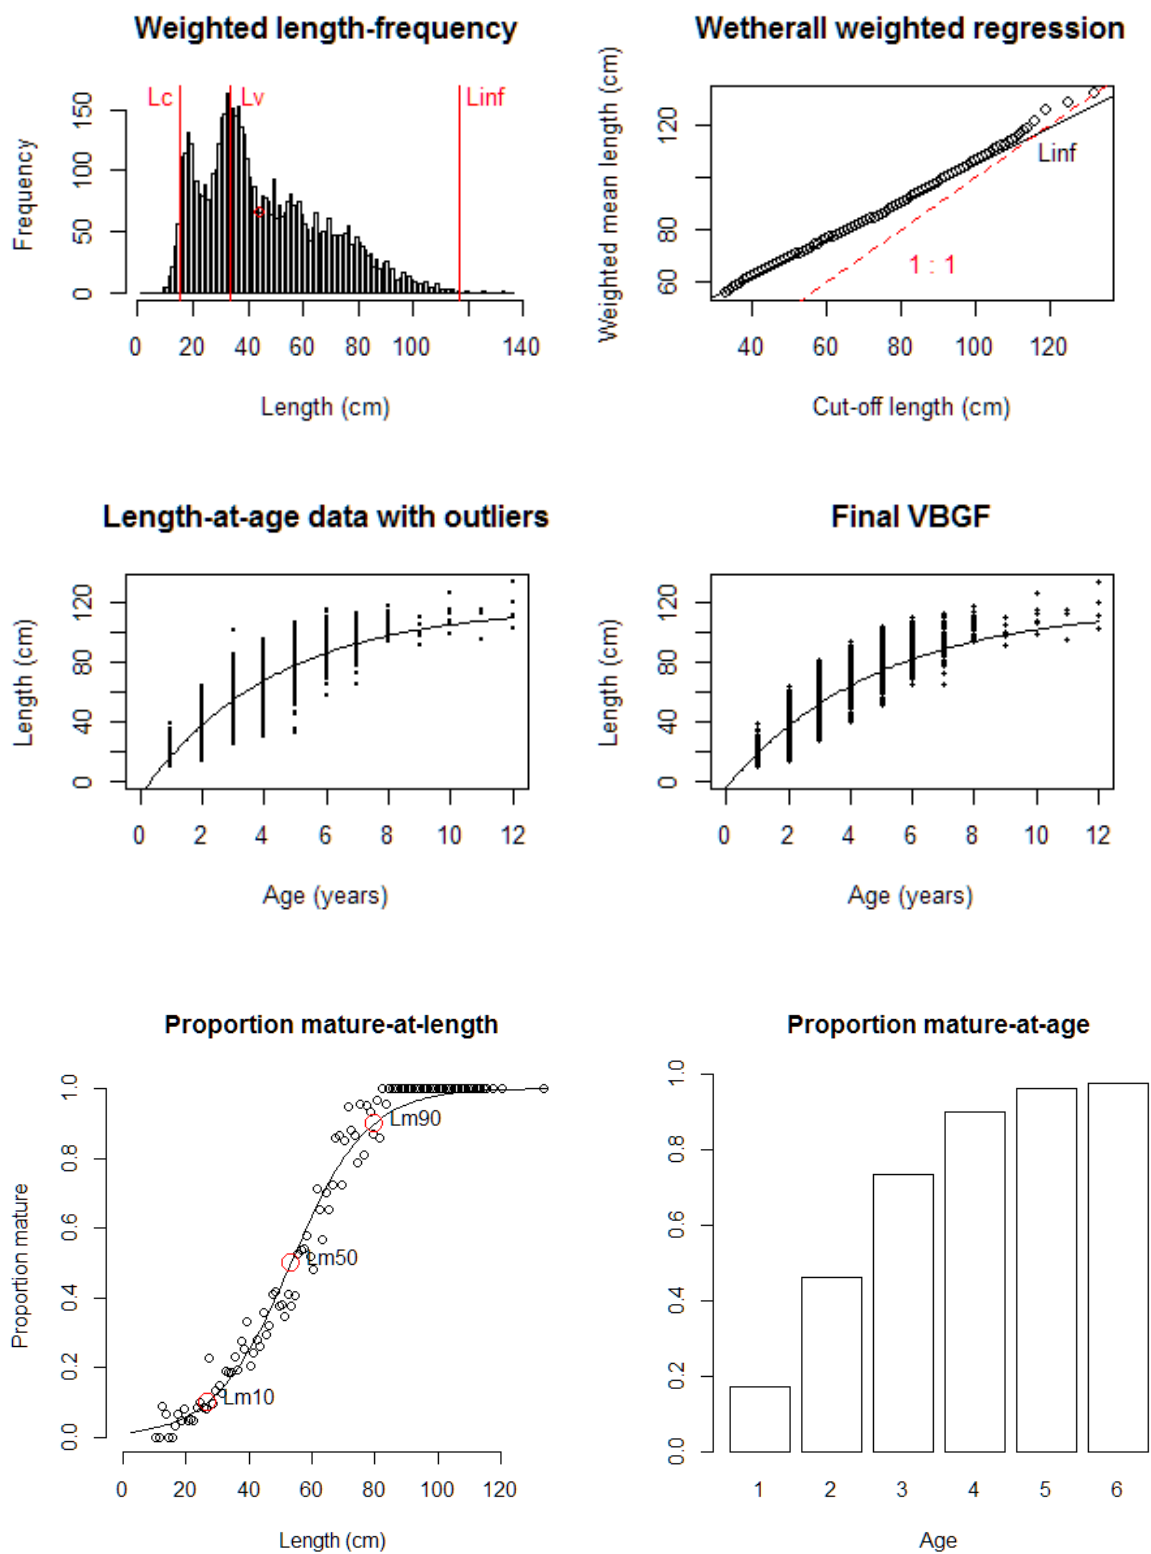 Weighted length-frequency
Frequency
0 50 100 150
Lc
Lv
Linf
0 20 40 60 80 100 140
Length (cm)
Wetherall weighted regression
Weighted mean length (cm)
60 80 120
Linf
1 : 1
40 60 80 100 120
Cut-off length (cm)
Length-at-age data with outliers
Length (cm)
0 40 80 120
0 2 4 6 8 10 12
Age (years)
Final VBGF
Length (cm)
0 40 80 120
0 2 4 6 8 10 12
Age (years)
Proportion mature-at-length
Proportion mature
0.0 0.2 0.4 0.6 0.8 1.0
Lm90
Lm50
Lm10
0 20 40 60 80 100 120
Length (cm)
Proportion mature-at-age
0.0 0.2 0.4 0.6 0.8 1.0
1 2 3 4 5 6
Age